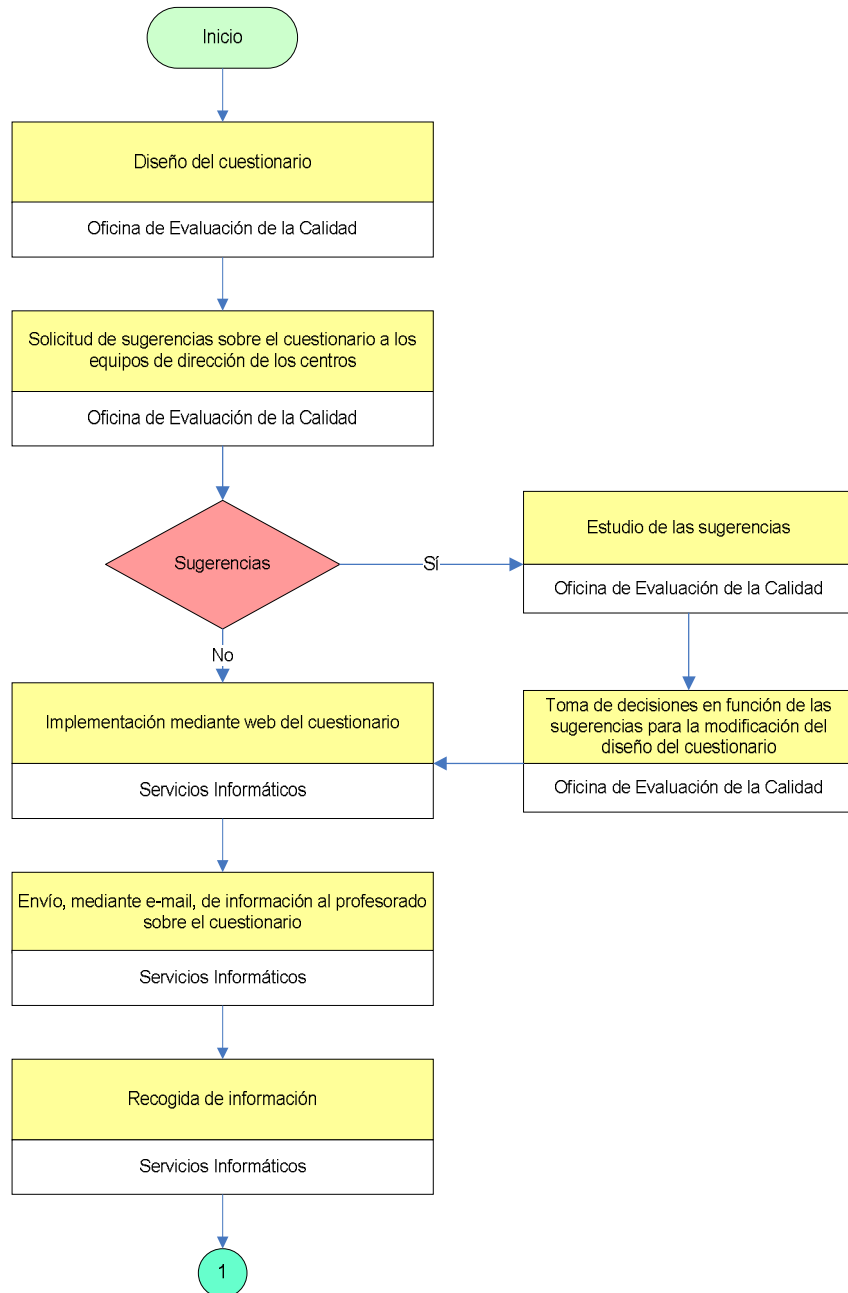 Inicio
Diseño del cuestionario
Oficina de Evaluación de la Calidad
Solicitud de sugerencias sobre el cuestionario a los
equipos de dirección de los centros
Oficina de Evaluación de la Calidad
Sugerencias
Sí
Estudio de las sugerencias
Oficina de Evaluación de la Calidad
Toma de decisiones en función de las
sugerencias para la modificación del
diseño del cuestionario
Oficina de Evaluación de la Calidad
No
Implementación mediante web del cuestionario
Servicios Informáticos
Envío, mediante e-mail, de información al profesorado
sobre el cuestionario
Servicios Informáticos
Recogida de información
Servicios Informáticos
1